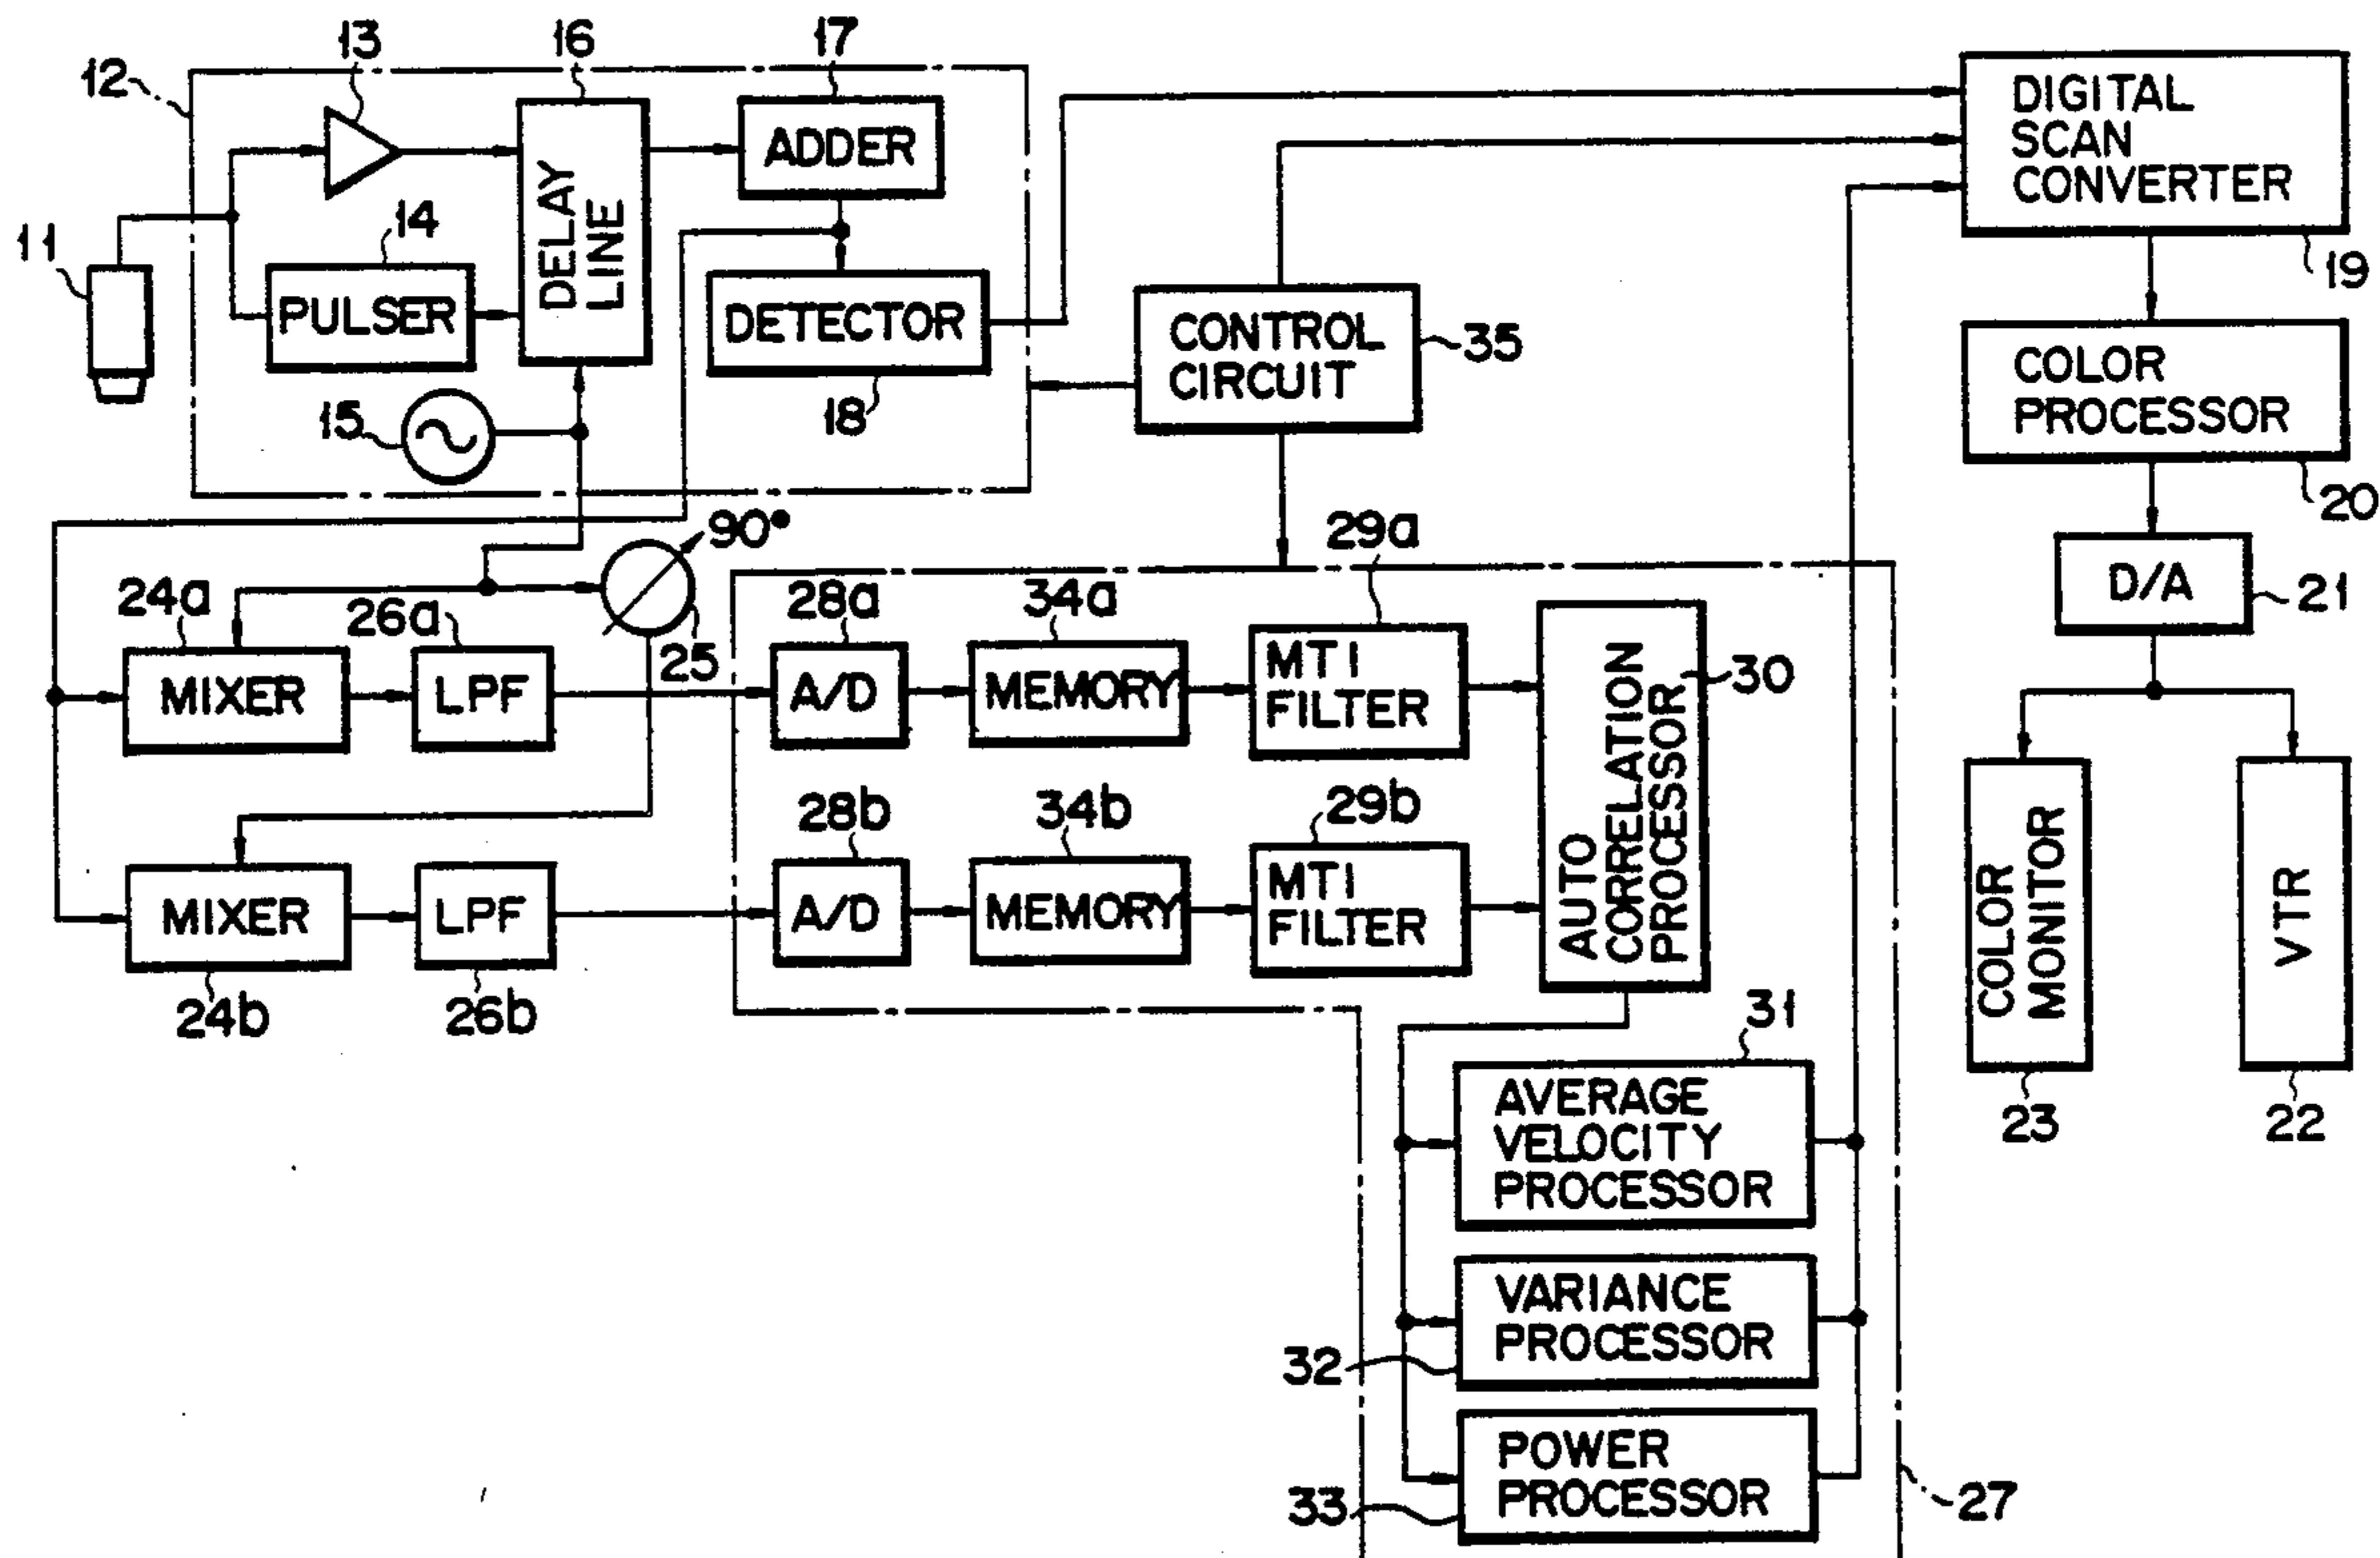 12
13
16
17
ADDER
DELAY
LINE
11
14
PULSER
DETECTOR
15
18
CONTROL
CIRCUIT
35
DIGITAL
SCAN
CONVERTER
19
COLOR
PROCESSOR
20
D/A
21
COLOR
MONITOR
23
VTR
22
90°
25
24a
MIXER
26a
LPF
28a
A/D
34a
MEMORY
29a
MTI
FILTER
AUTO
CORRELATION
PROCESSOR
30
MIXER
24b
LPF
26b
28b
A/D
34b
MEMORY
29b
MTI
FILTER
31
AVERAGE
VELOCITY
PROCESSOR
VARIANCE
PROCESSOR
32
POWER
PROCESSOR
33
27